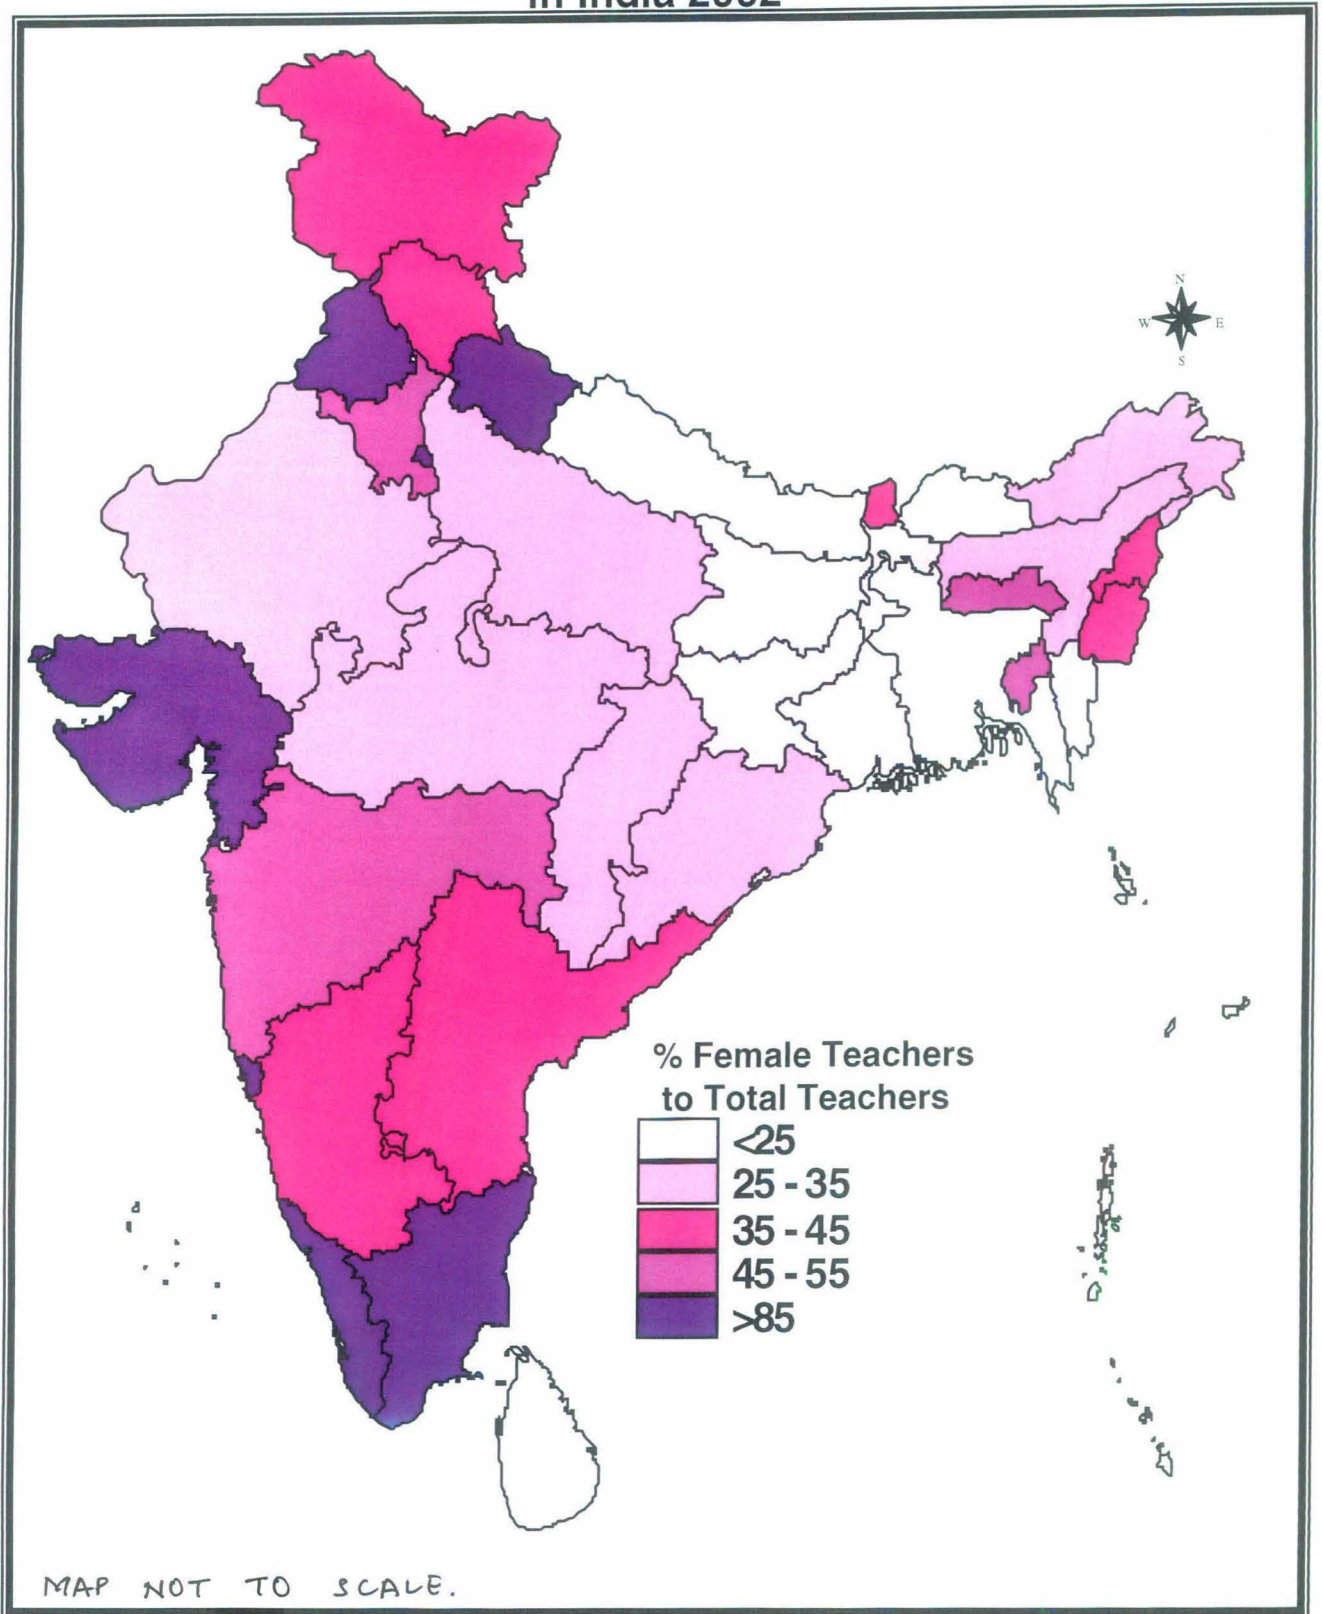 N
W E
S
% Female Teachers
to Total Teachers
<25
25 - 35
35 - 45
45 - 55
>85
MAP NOT TO SCALE.